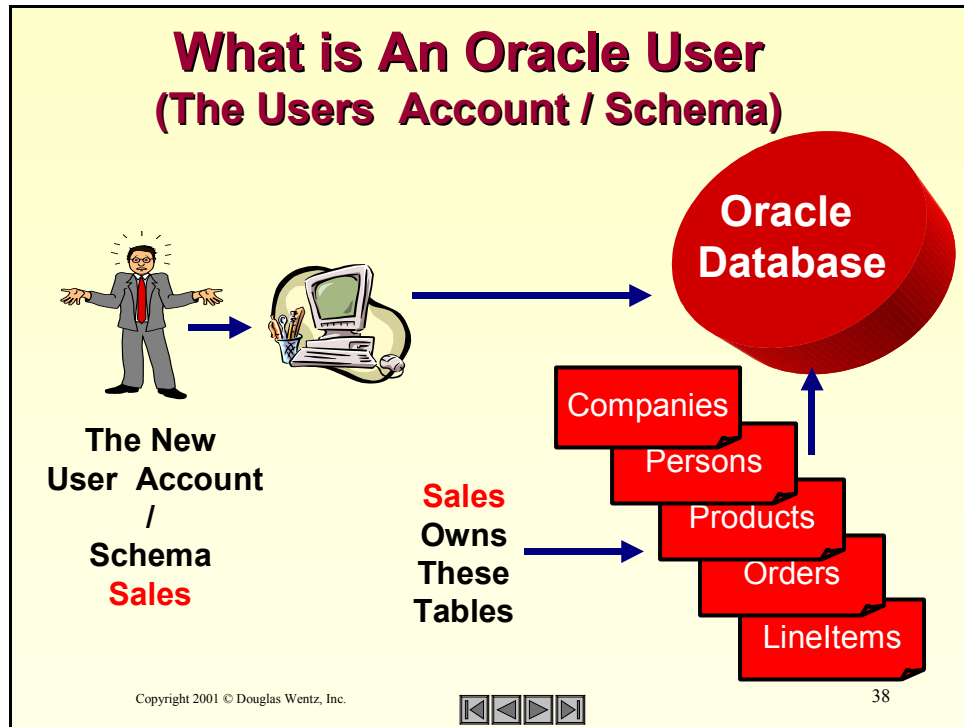 What is An Oracle User
(The Users Account / Schema)
Oracle
Database
The New
User Account
/
Schema
Sales
Sales
Owns
These
Tables
Companies
Persons
Products
Orders
LineItems
Copyright 2001 © Douglas Wentz, Inc.
38